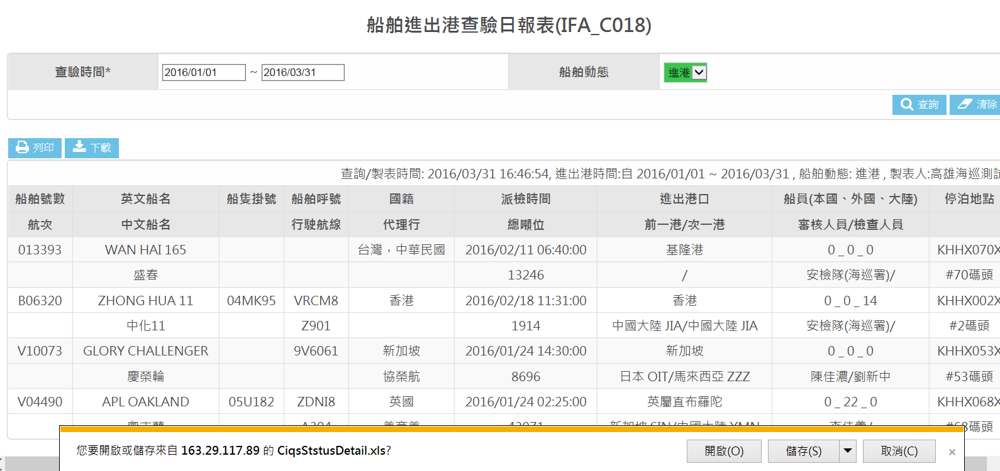 船舶進出港查驗日報表(IFA_C018)
查驗時間* 2016/01/01 ~ 2016/03/31 船舶動態 進港
查詢 清除
列印 下載
查詢/製表時間: 2016/03/31 16:46:54, 進出港時間:自 2016/01/01 ~ 2016/03/31 , 船舶動態: 進港 , 製表人:高雄海巡測試
船舶號數 英文船名 船隻掛號 船舶呼號 國籍 派檢時間 進出港口 船員(本國、外國、大陸) 停泊地點
航次 中文船名 行駛航線 代理行 總噸位 前一港/次一港 審核人員/檢查人員
013393 WAN HAI 165 台灣，中華民國 2016/02/11 06:40:00 基隆港 0 _ 0 _ 0 KHHX070X
盛春 13246 / 安檢隊(海巡署)/ #70碼頭
B06320 ZHONG HUA 11 04MK95 VRCM8 香港 2016/02/18 11:31:00 香港 0 _ 0 _ 14 KHHX002X
中化11 Z901 1914 中國大陸 JIA/中國大陸 JIA 安檢隊(海巡署)/ #2碼頭
V10073 GLORY CHALLENGER 9V6061 新加坡 2016/01/24 14:30:00 新加坡 0 _ 0 _ 0 KHHX053X
慶榮輪 協榮航 8696 日本 OIT/馬來西亞 ZZZ 陳佳濃/劉新中 #53碼頭
V04490 APL OAKLAND 05U182 ZDNI8 英國 2016/01/24 02:25:00 英屬直布羅陀 0 _ 22 _ 0 KHHX068X
#68碼頭
您要開啟或儲存來自 163.29.117.89 的 CiqsStstusDetail.xls? 開啟(O) 儲存(S) 取消(C) ×